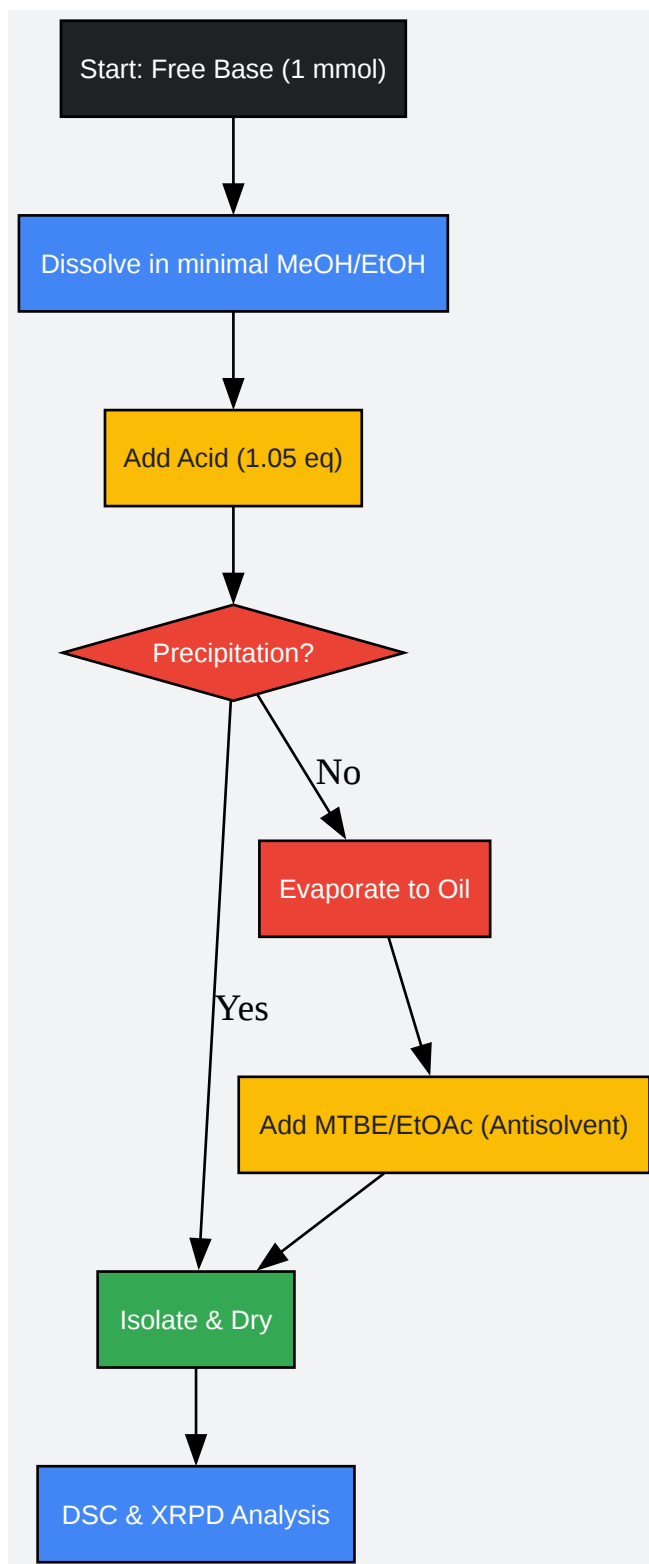 Start: Free Base (1 mmol)
Dissolve in minimal MeOH/EtOH
Add Acid (1.05 eq)
Precipitation?
No
Evaporate to Oil
Yes
Add MTBE/EtOAc (Antisolvent)
Isolate & Dry
DSC & XRPD Analysis